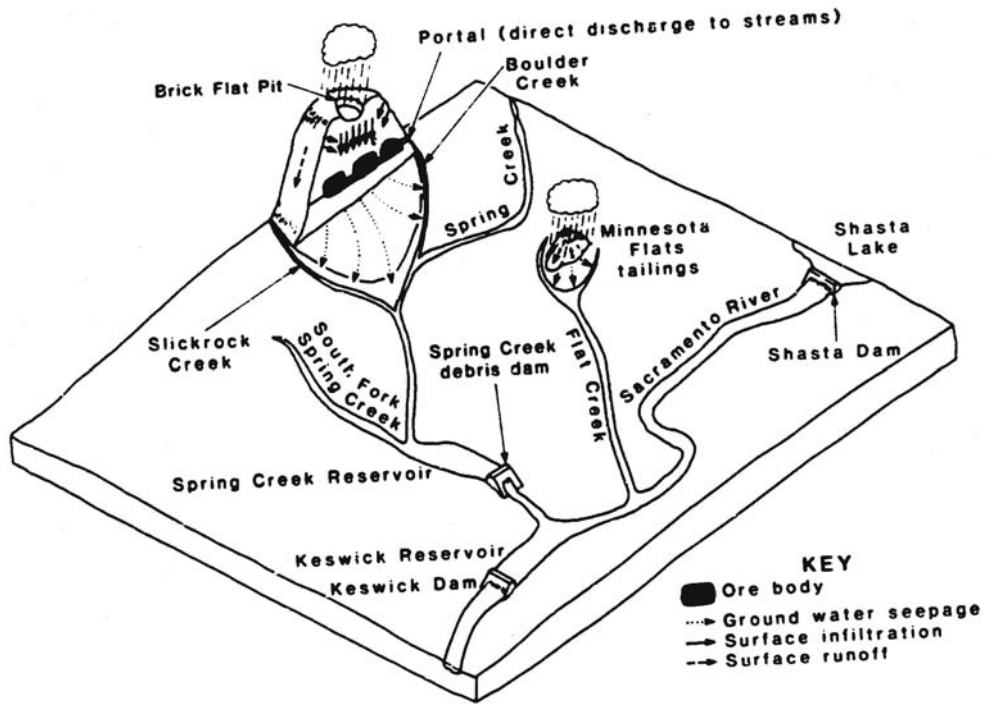 Portal (direct discharge to streams)
Boulder
Creek
Brick Flat Pit
Spring
Creek
Minnesota
Flats
tailings
Shasta
Lake
Slickrock
Creek
South. Fork
Spring Creek
Spring Creek
debris dam
Flat Creek
Sacramento River
Shasta Dam
Spring Creek Reservoir
Keswick Reservoir
Keswick Dam
KEY
Ore body
Ground water seepage
Surface infiltration
Surface runoff